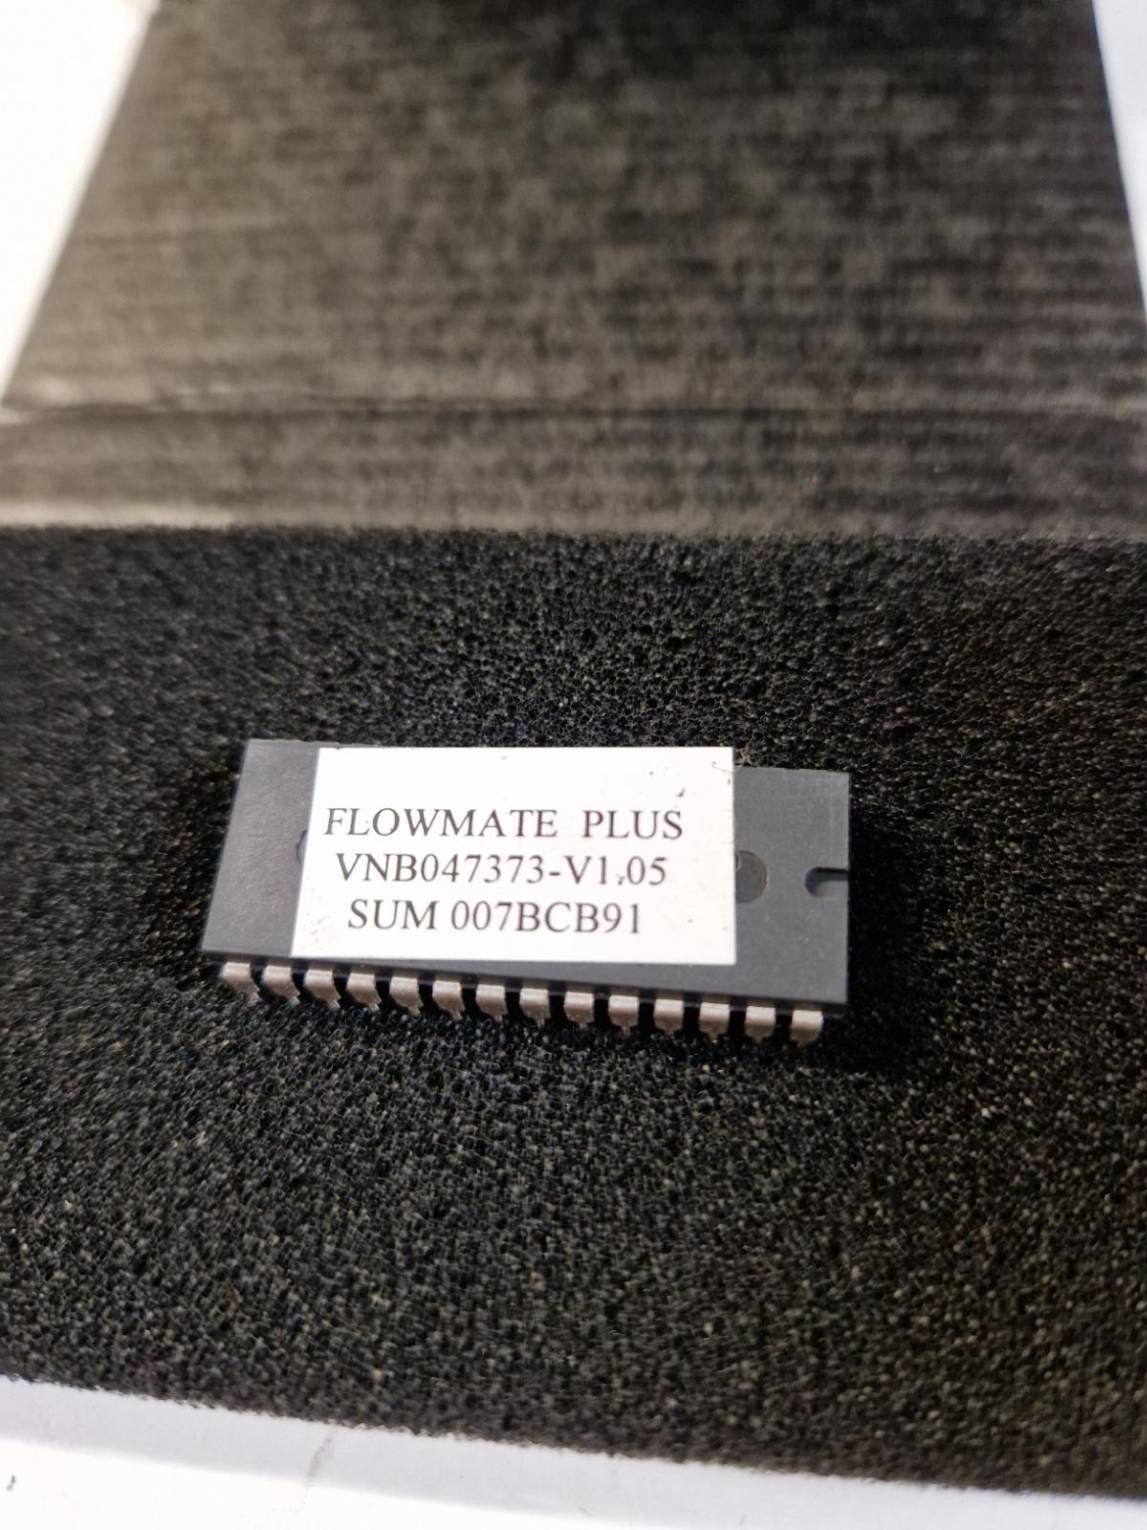 FLOWMATE PLUS
VNB047373-V1.05
SUM 007BCB91